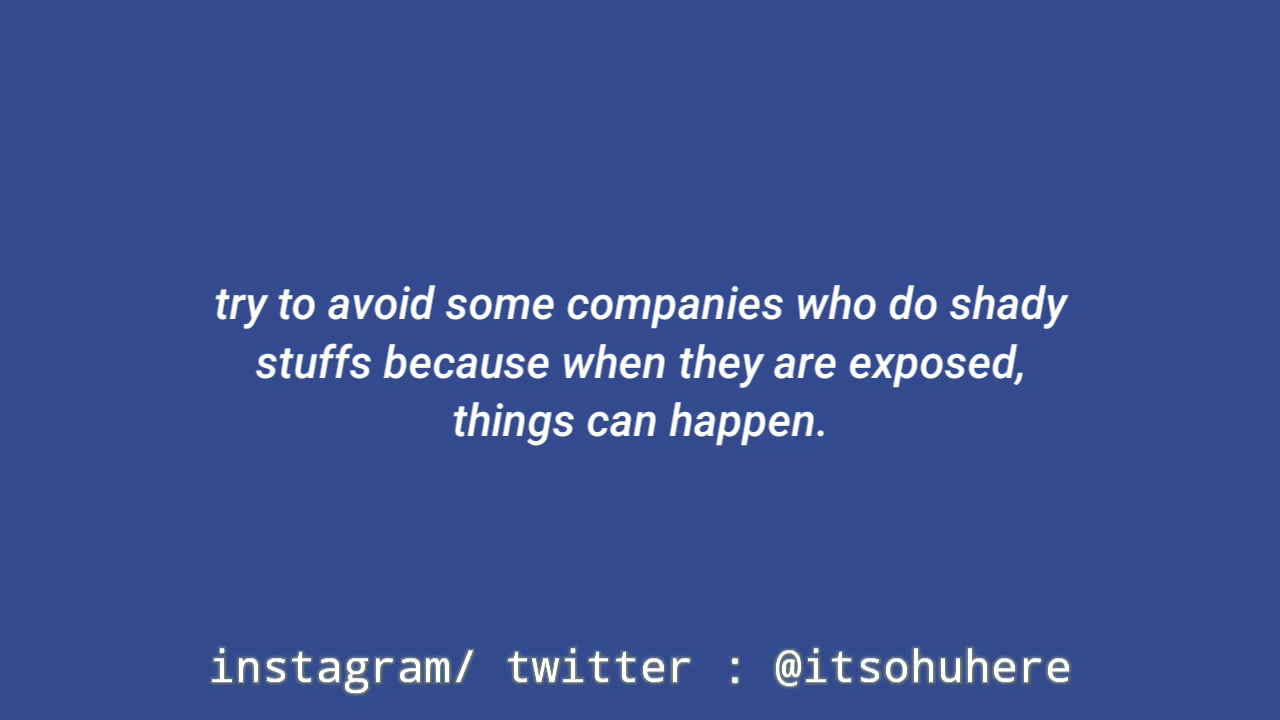 try to avoid some companies who do shady
stuffs because when they are exposed,
things can happen.
instagram/ twitter : @itsohuhere